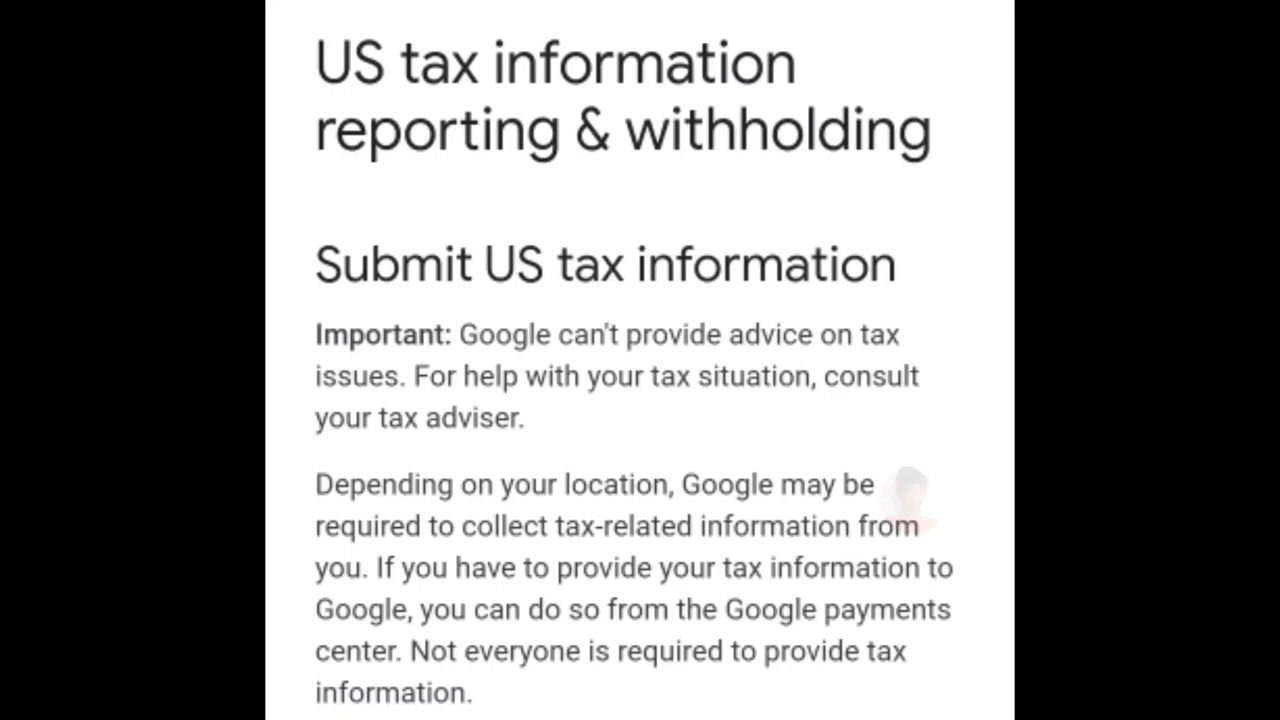 US tax information
reporting & withholding
Submit US tax information
Important: Google can't provide advice on tax
issues. For help with your tax situation, consult
your tax adviser.
Depending on your location, Google may be
required to collect tax-related information from
you. If you have to provide your tax information to
Google, you can do so from the Google payments
center. Not everyone is required to provide tax
information.